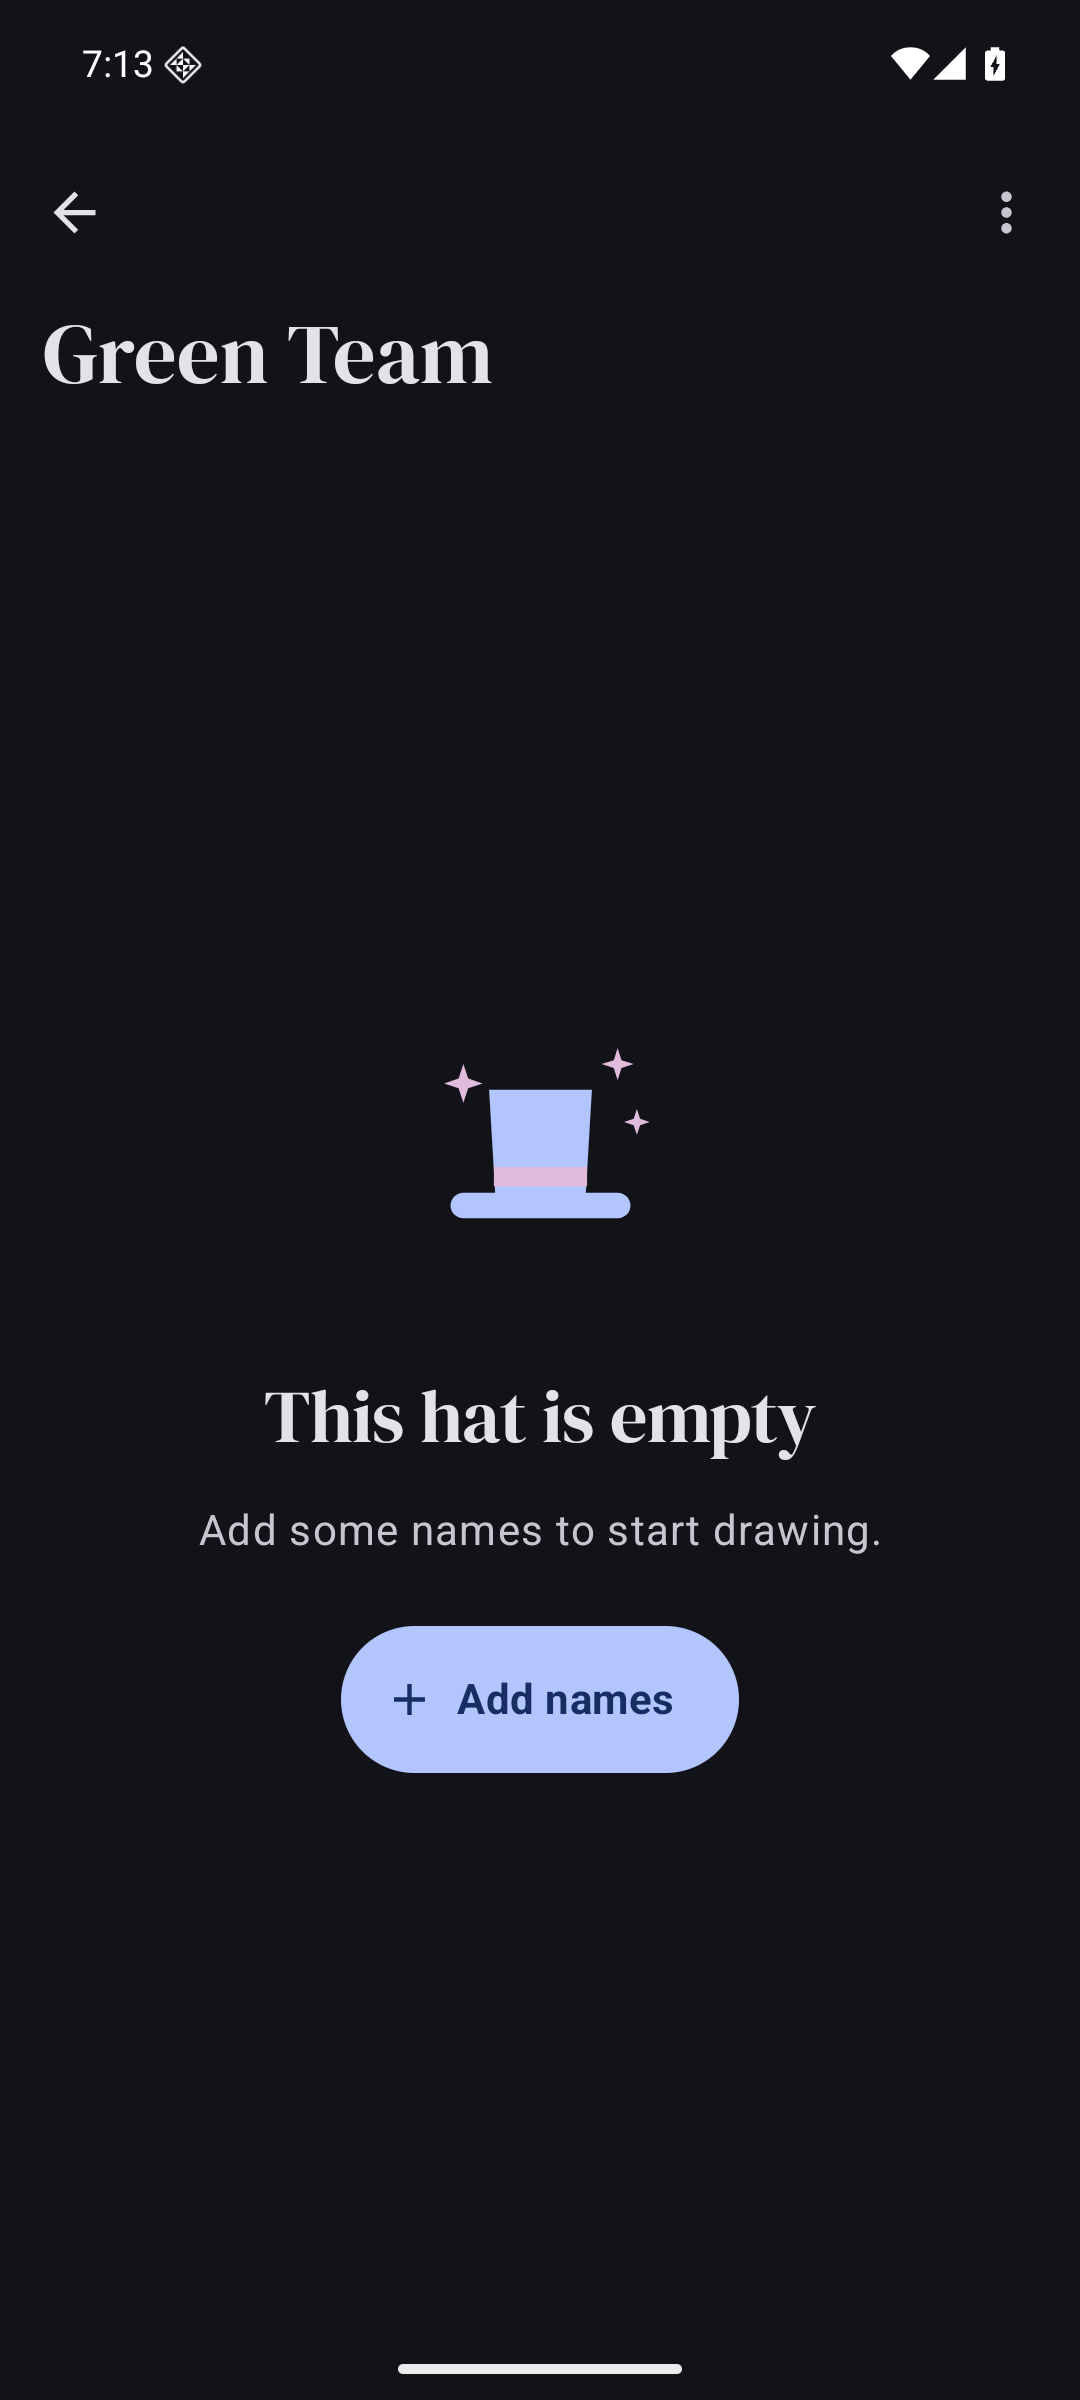 7:13
Green Team
This hat is empty
Add some names to start drawing.
Add names